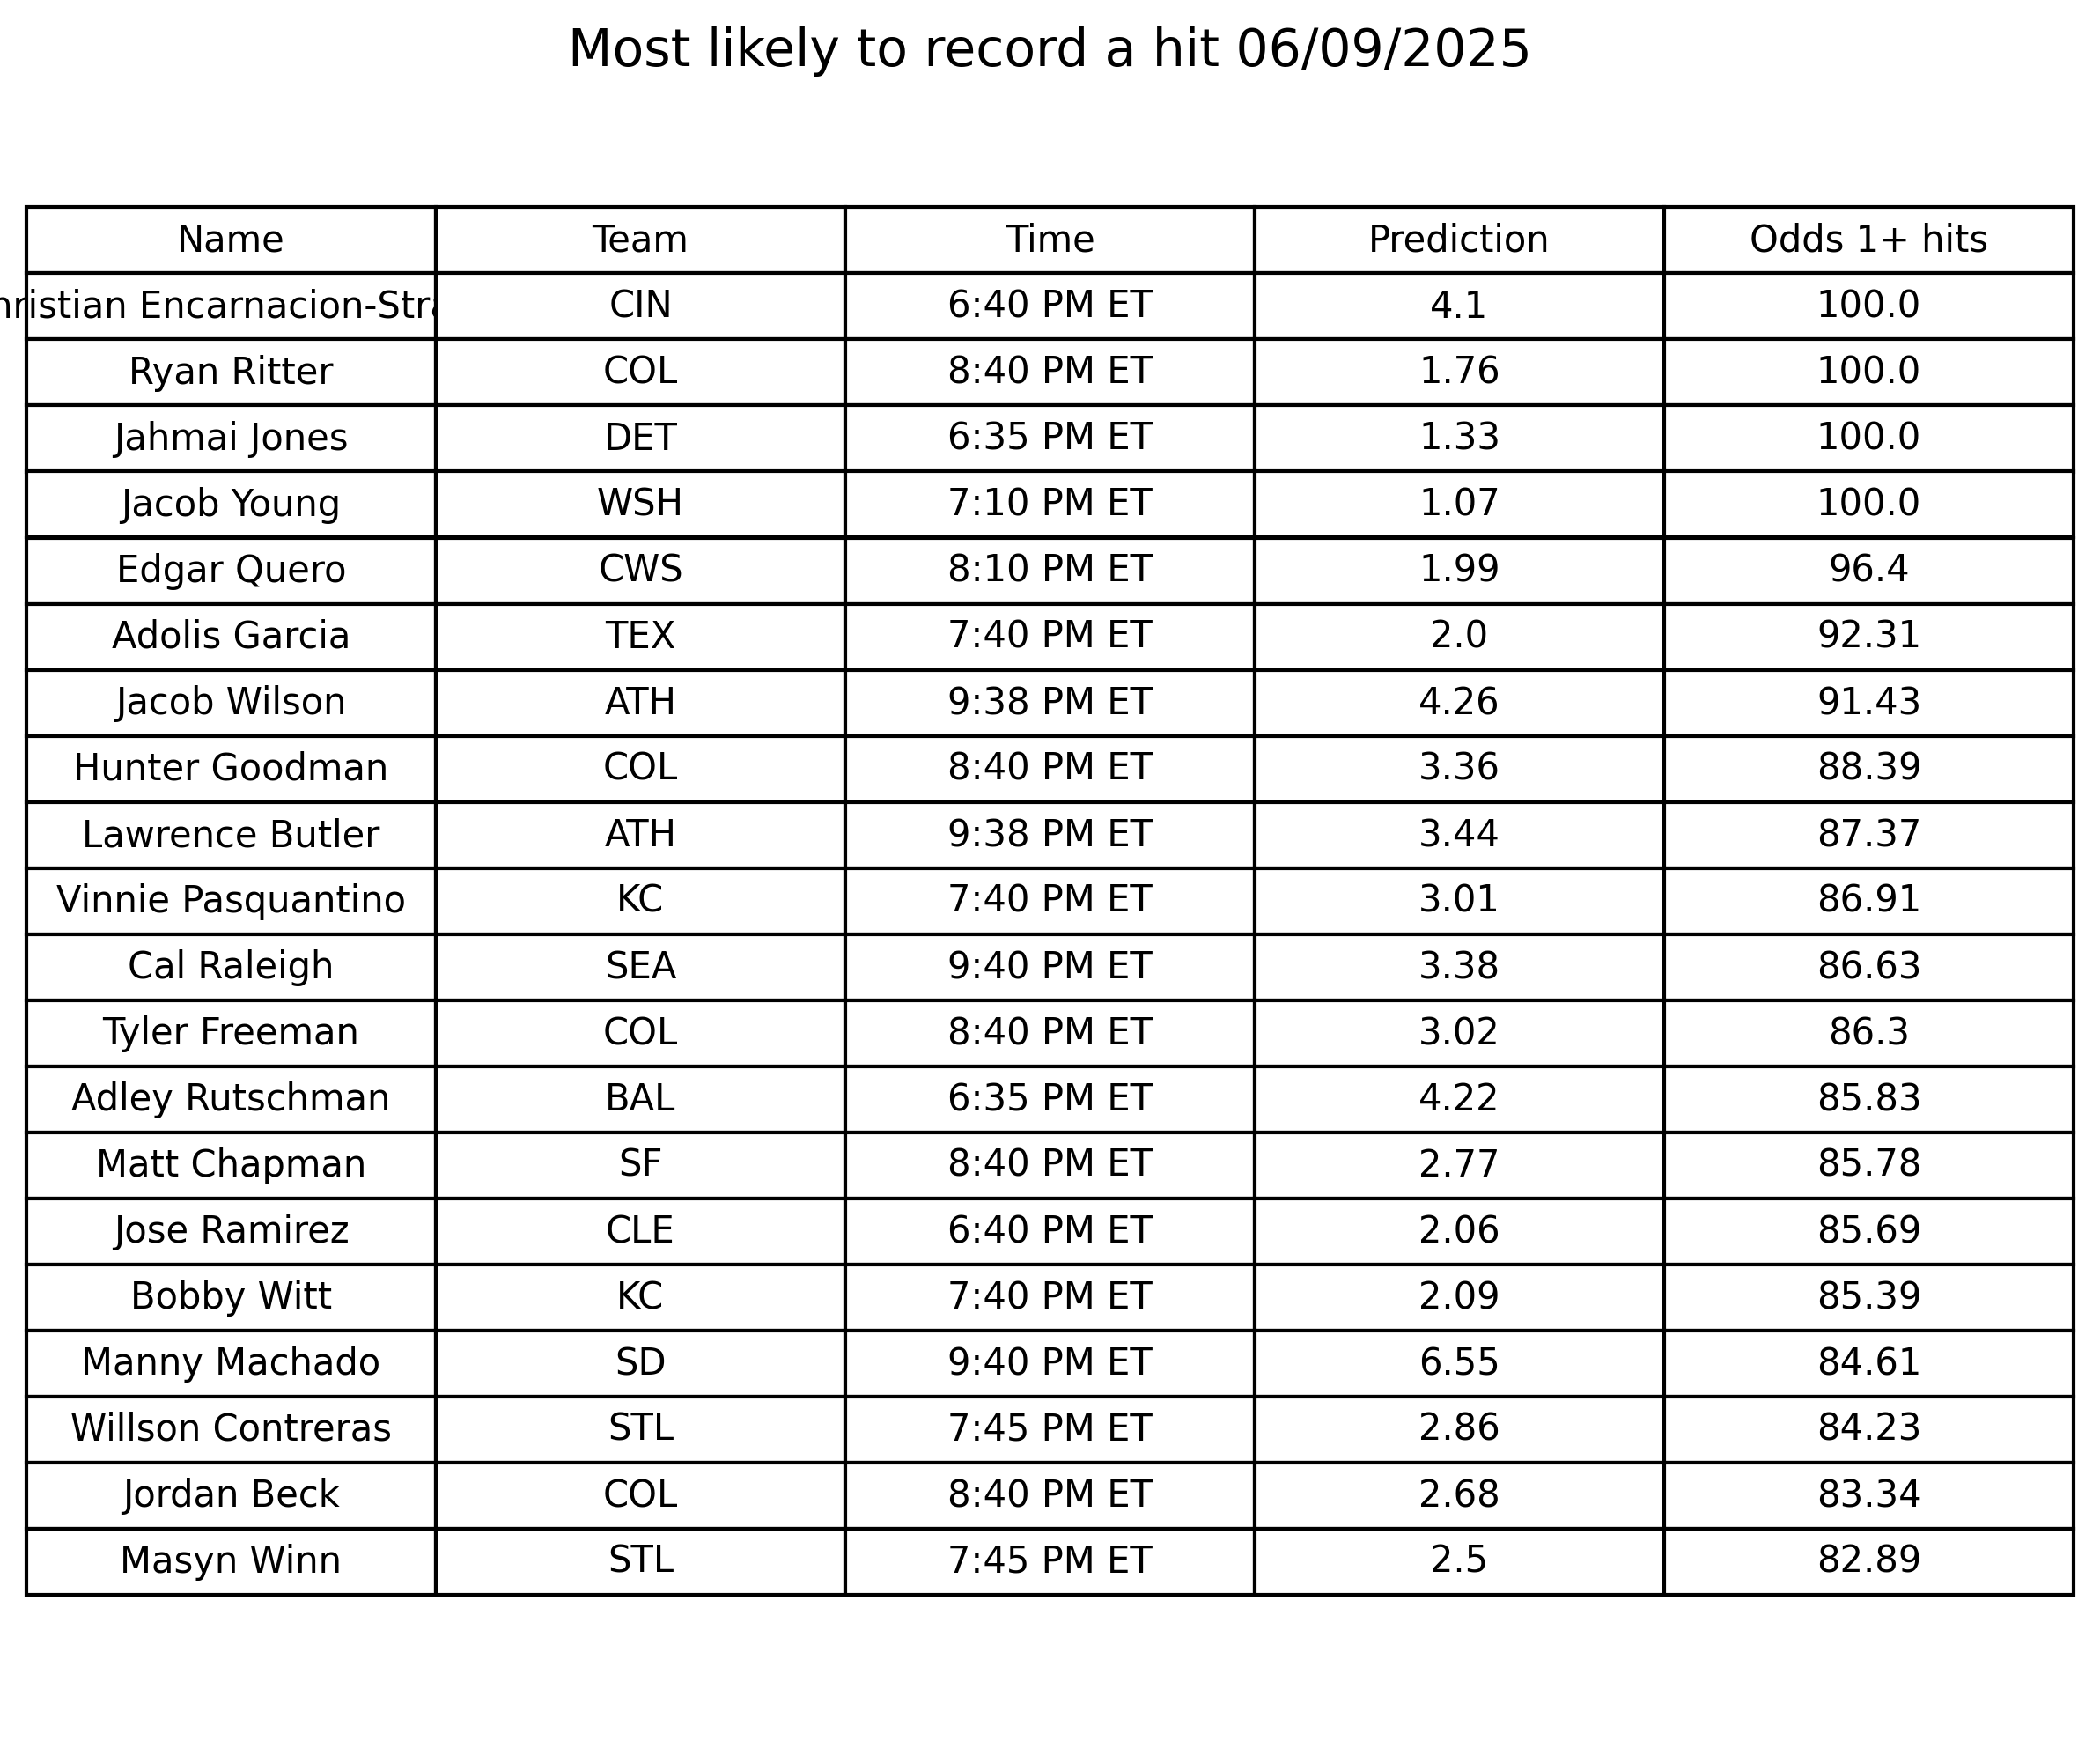 Most likely to record a hit 06/09/2025
Name Team Time Prediction Odds 1+ hits
hristian Encarnacion-Stra CIN 6:40 PM ET 4.1 100.0
Ryan Ritter COL 8:40 PM ET 1.76 100.0
Jahmai Jones DET 6:35 PM ET 1.33 100.0
Jacob Young WSH 7:10 PM ET 1.07 100.0
Edgar Quero CWS 8:10 PM ET 1.99 96.4
Adolis Garcia TEX 7:40 PM ET 2.0 92.31
Jacob Wilson ATH 9:38 PM ET 4.26 91.43
Hunter Goodman COL 8:40 PM ET 3.36 88.39
Lawrence Butler ATH 9:38 PM ET 3.44 87.37
Vinnie Pasquantino KC 7:40 PM ET 3.01 86.91
Cal Raleigh SEA 9:40 PM ET 3.38 86.63
Tyler Freeman COL 8:40 PM ET 3.02 86.3
Adley Rutschman BAL 6:35 PM ET 4.22 85.83
Matt Chapman SF 8:40 PM ET 2.77 85.78
Jose Ramirez CLE 6:40 PM ET 2.06 85.69
Bobby Witt KC 7:40 PM ET 2.09 85.39
Manny Machado SD 9:40 PM ET 6.55 84.61
Willson Contreras STL 7:45 PM ET 2.86 84.23
Jordan Beck COL 8:40 PM ET 2.68 83.34
Masyn Winn STL 7:45 PM ET 2.5 82.89